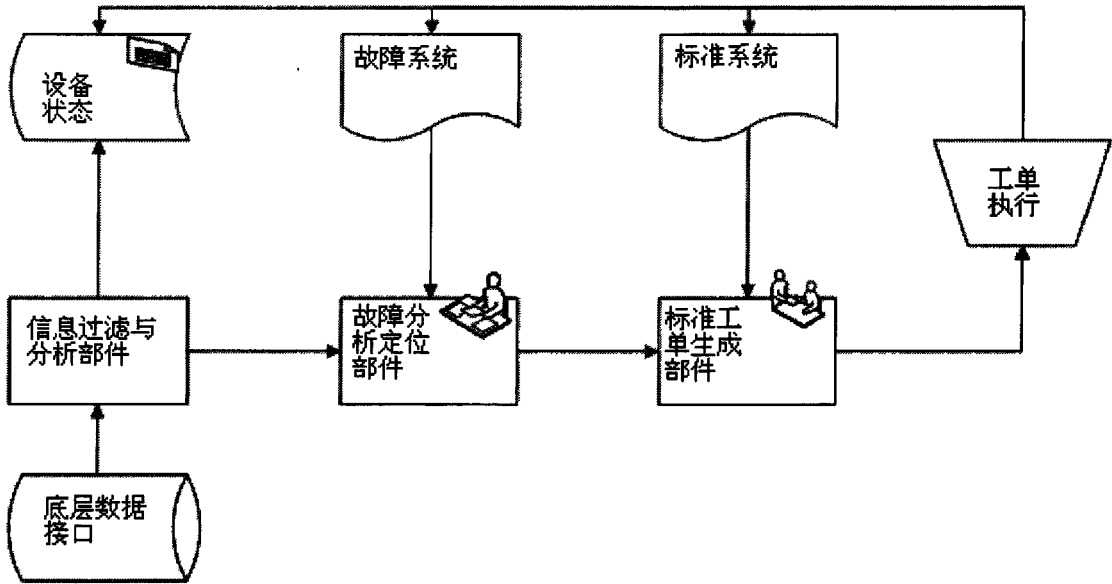 设备
状态
故障系统
标准系统
工单
执行
信息过滤与
分析部件
故障分
析定位
部件
标准工
单生成
部件
底层数据
接口